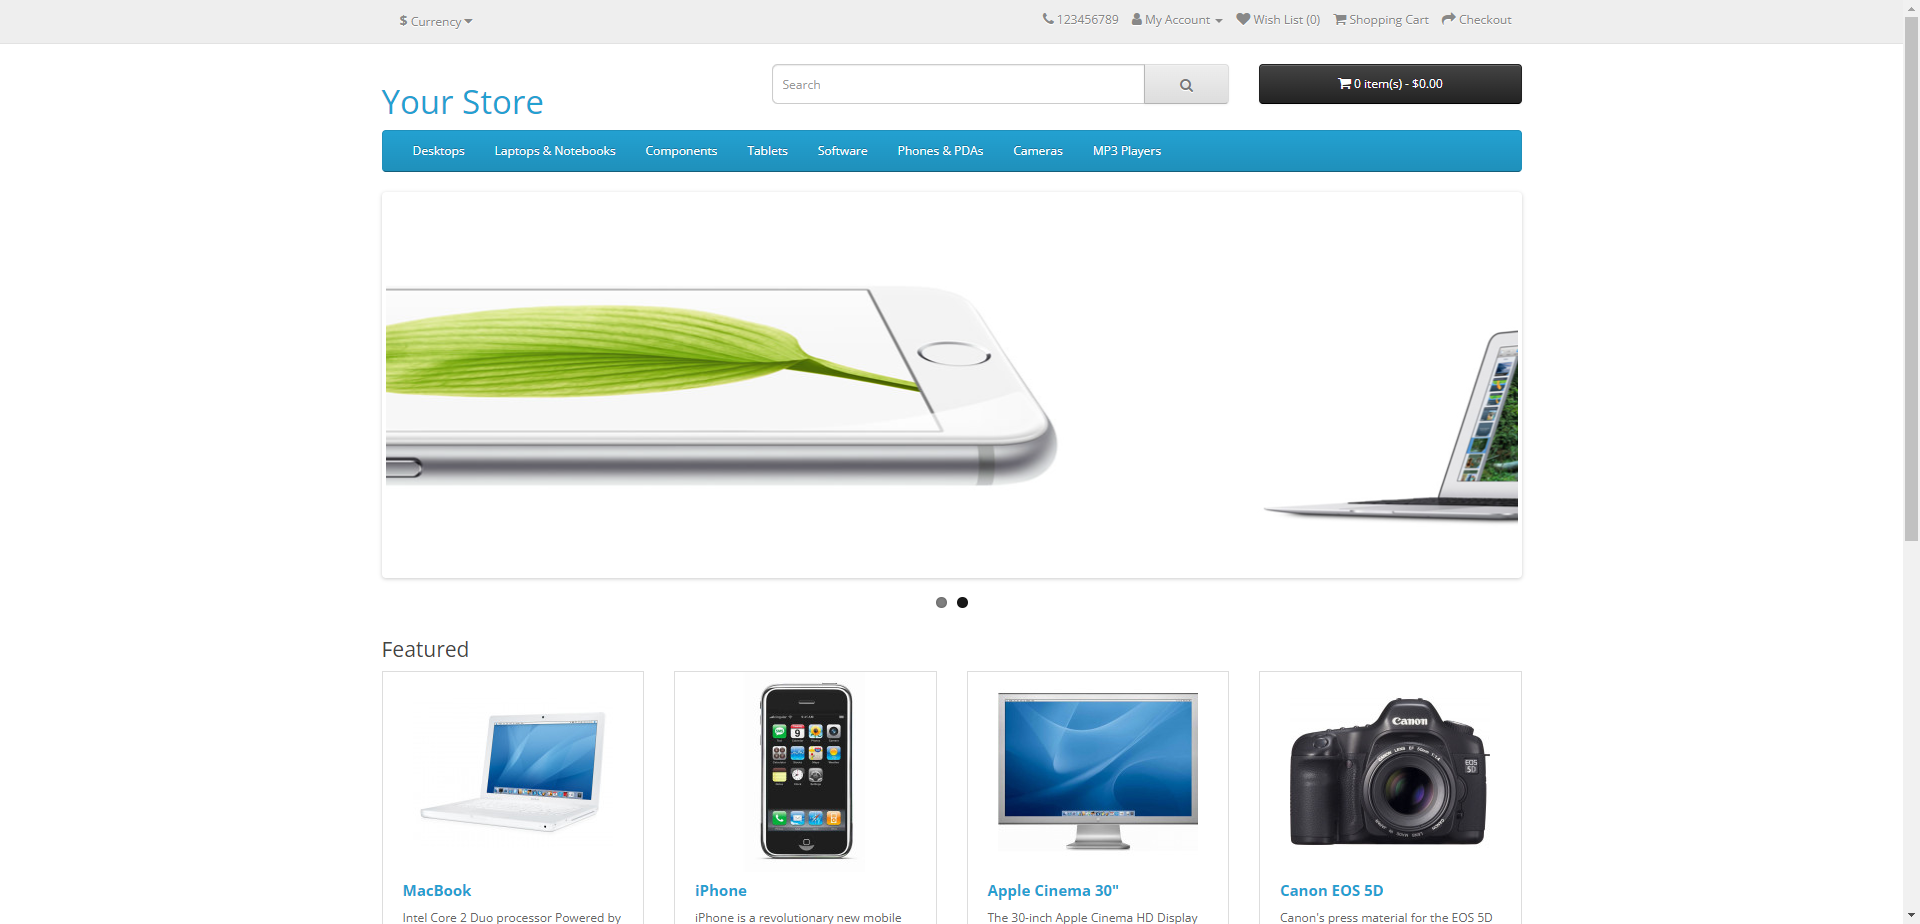 $ Currency
123456789 My Account Wish List (0) Shopping Cart Checkout
Your Store
Search
0 item(s) - $0.00
Desktops Laptops & Notebooks Components Tablets Software Phones & PDAs Cameras MP3 Players
Featured
Canon
EOS
5D
MacBook
iPhone
Apple Cinema 30"
Canon EOS 5D
Intel Core 2 Duo processor Powered by
iPhone is a revolutionary new mobile
The 30-inch Apple Cinema HD Display
Canon's press material for the EOS 5D